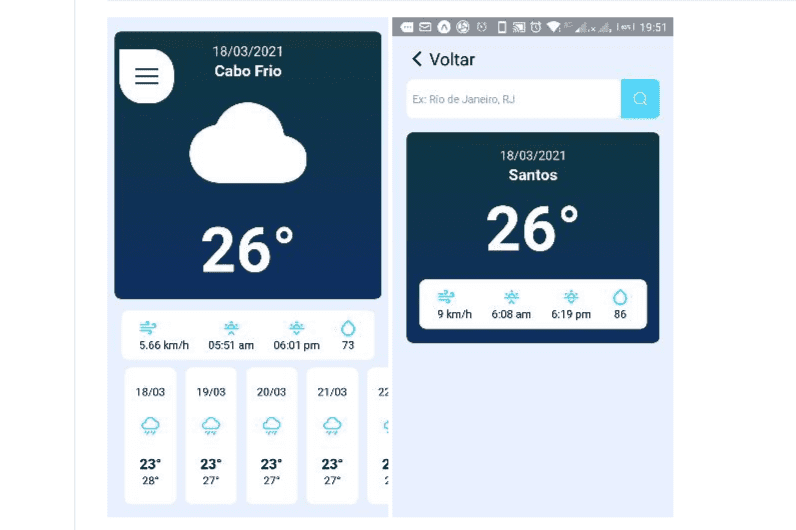 18/03/2021
Cabo Frio
26°
5.66 km/h 05:51 am 06:01 pm 73
18/03 19/03 20/03 21/03 22
23° 23° 23° 23° 2
28° 27° 27° 27° 2
19:51
Voltar
Ex: Rio de Janeiro, RJ
18/03/2021
Santos
26°
9 km/h 6:08 am 6:19 pm 86